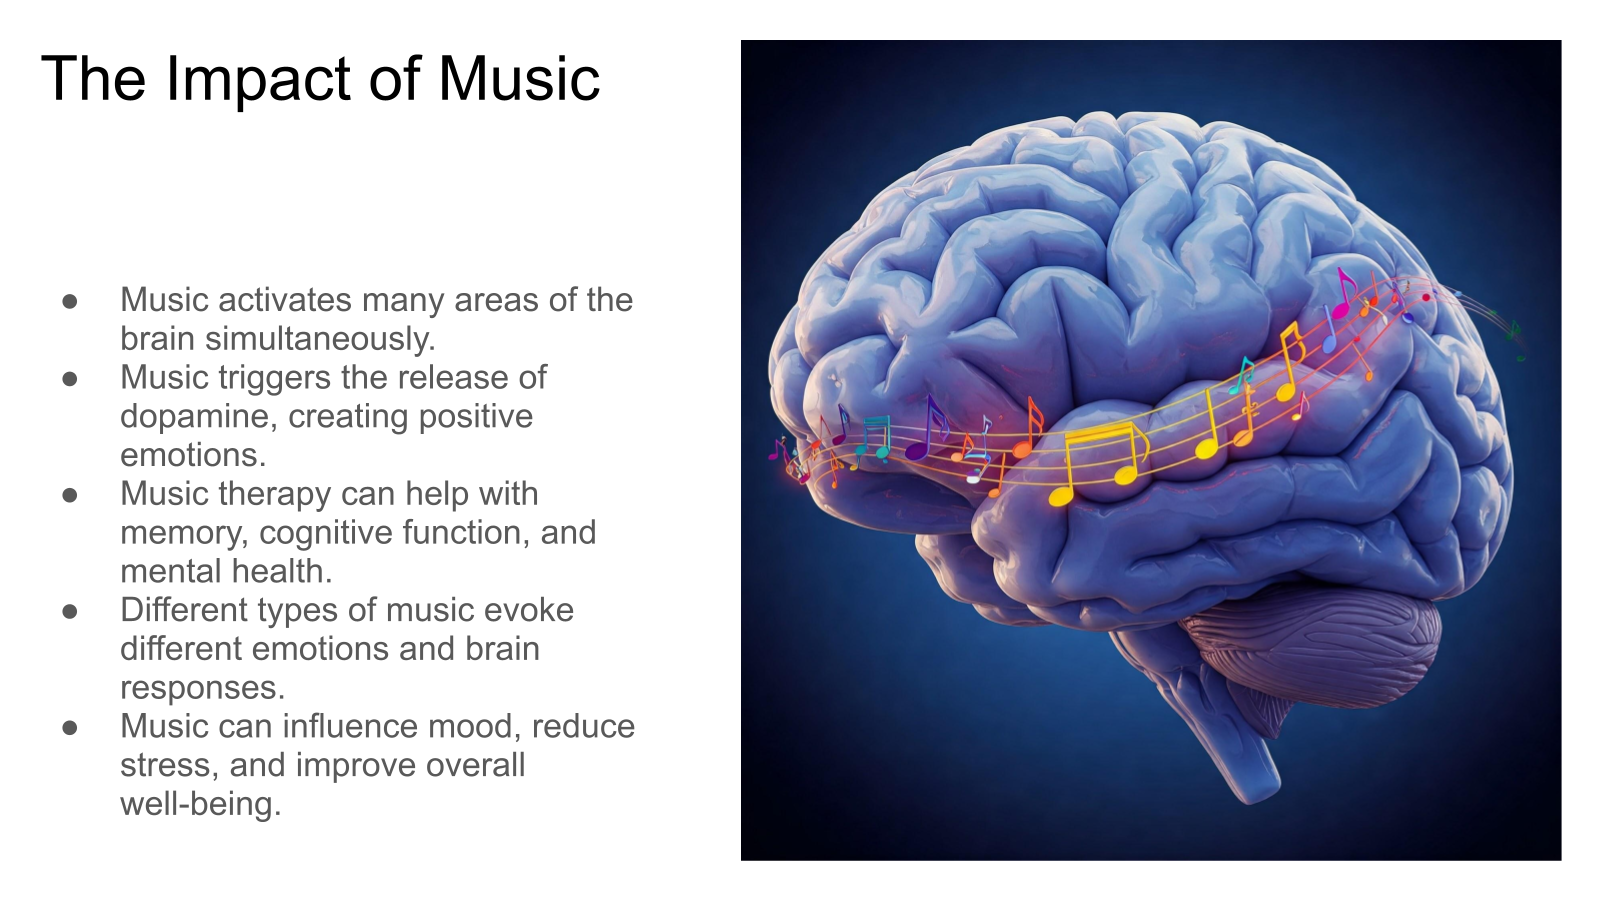 The Impact of Music
● Music activates many areas of the
brain simultaneously.
● Music triggers the release of
dopamine, creating positive
emotions.
● Music therapy can help with
memory, cognitive function, and
mental health.
● Different types of music evoke
different emotions and brain
responses.
● Music can influence mood, reduce
stress, and improve overall
well-being.